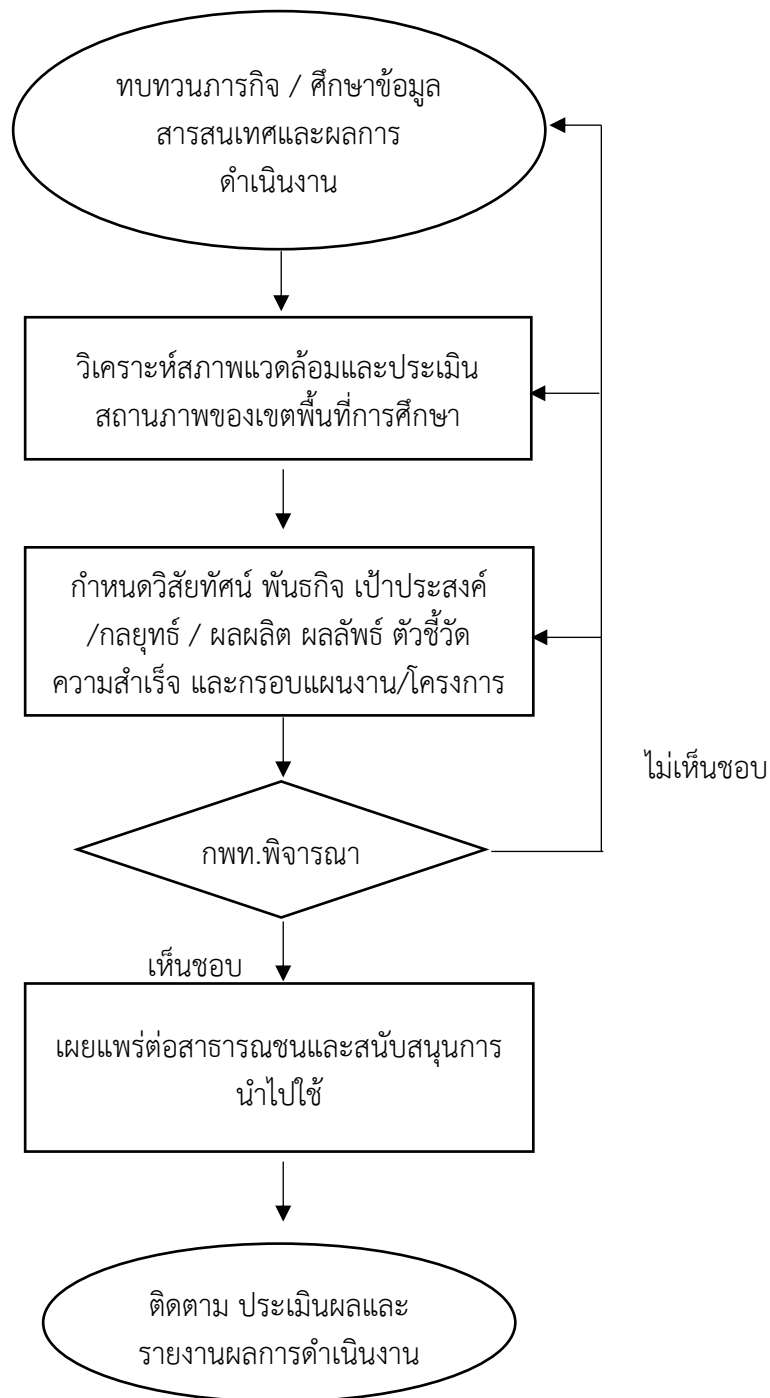 ทบทวนภารกิจ / ศึกษาข้อมูล
สารสนเทศและผลการ
ดำเนินงาน
วิเคราะห์สภาพแวดล้อมและประเมิน
สถานภาพของเขตพื้นที่การศึกษา
กำหนดวิสัยทัศน์ พันธกิจ เป้าประสงค์
/กลยุทธ์ / ผลผลิต ผลลัพธ์ ตัวชี้วัด
ความสำเร็จ และกรอบแผนงาน/โครงการ
ไม่เห็นชอบ
กพท.พิจารณา
เห็นชอบ
เผยแพร่ต่อสาธารณชนและสนับสนุนการ
นำไปใช้
ติดตาม ประเมินผลและ
รายงานผลการดำเนินงาน